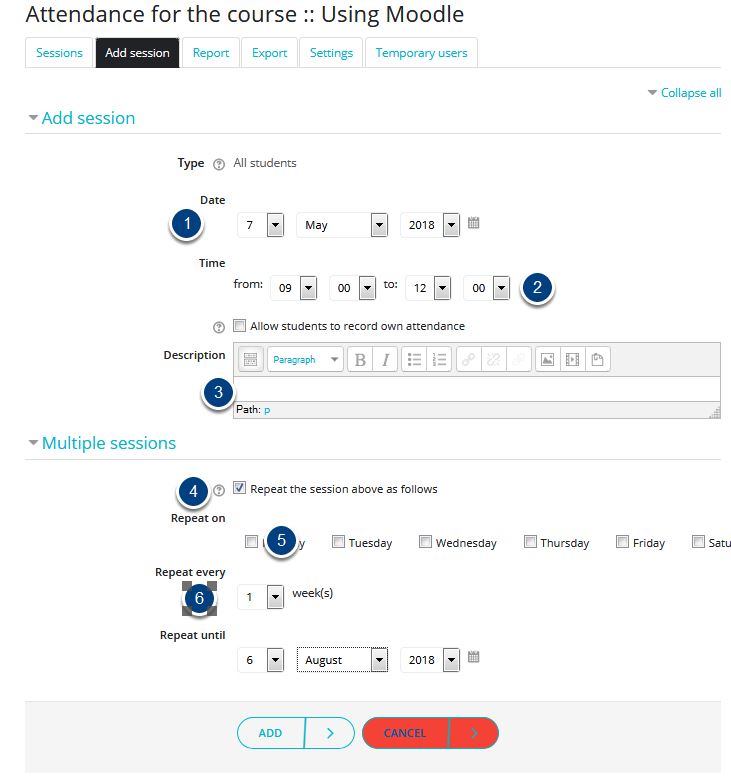 Attendance for the course :: Using Moodle
Sessions Add session Report Export Settings Temporary users
Collapse all
Add session
Type ? All students
Date
1 7 May 2018
Time
from: 09 00 to: 12 00 2
? Allow students to record own attendance
Description
Paragraph B I
3
Path: p
Multiple sessions
4 ? Repeat the session above as follows
Repeat on
5 Tuesday Wednesday Thursday Friday Satu
Repeat every
6 1 week(s)
Repeat until
6 August 2018
ADD CANCEL